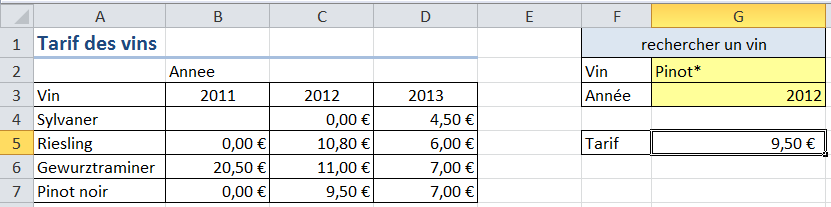 A B C D E F G
1 Tarif des vins rechercher un vin
2 Annee Vin Pinot*
3 Vin 2011 2012 2013 Année 2012
4 Sylvaner 0,00 € 4,50 €
5 Riesling 0,00 € 10,80 € 6,00 € Tarif 9,50 €
6 Gewurztraminer 20,50 € 11,00 € 7,00 €
7 Pinot noir 0,00 € 9,50 € 7,00 €